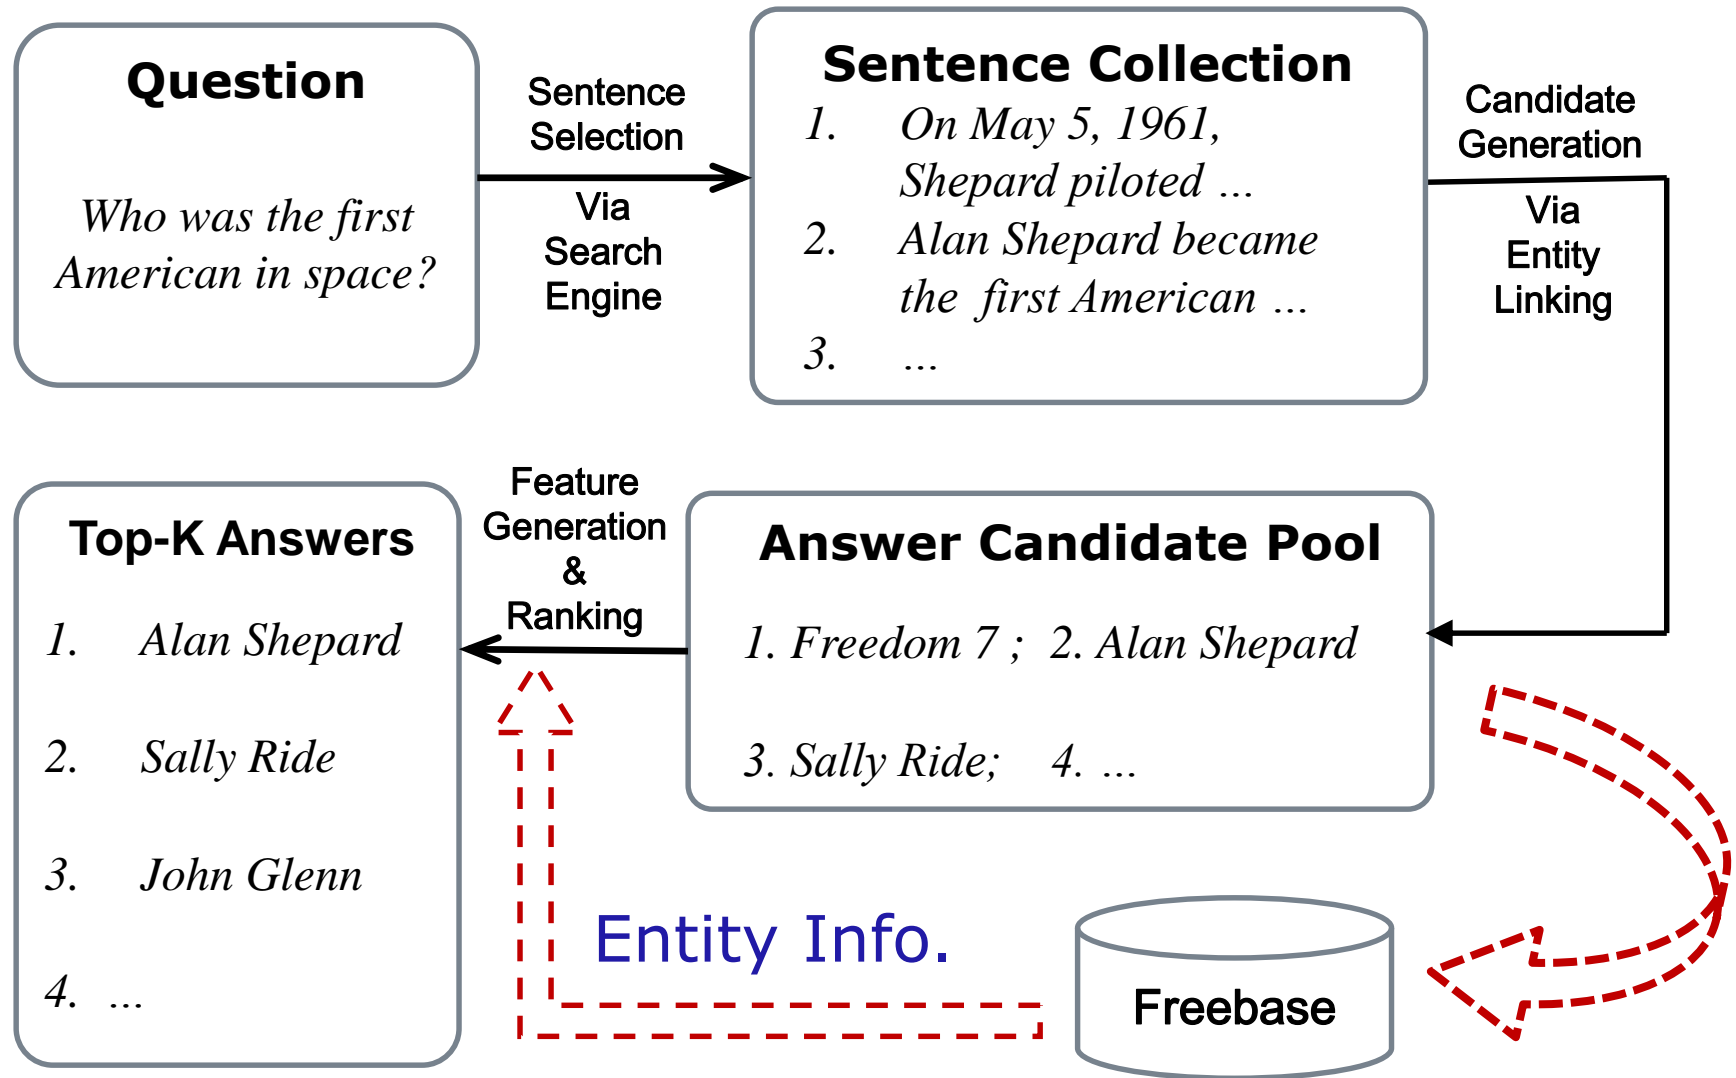 Question
Who was the first
American in space?
Sentence
Selection
Via
Search
Engine
Sentence Collection
1. On May 5, 1961,
Shepard piloted ...
2. Alan Shepard became
the first American ...
3. ...
Candidate
Generation
Via
Entity
Linking
Answer Candidate Pool
1. Freedom 7 ; 2. Alan Shepard
3. Sally Ride; 4. ...
Feature
Generation
&
Ranking
Top-K Answers
1. Alan Shepard
2. Sally Ride
3. John Glenn
4. ...
Entity Info.
Freebase